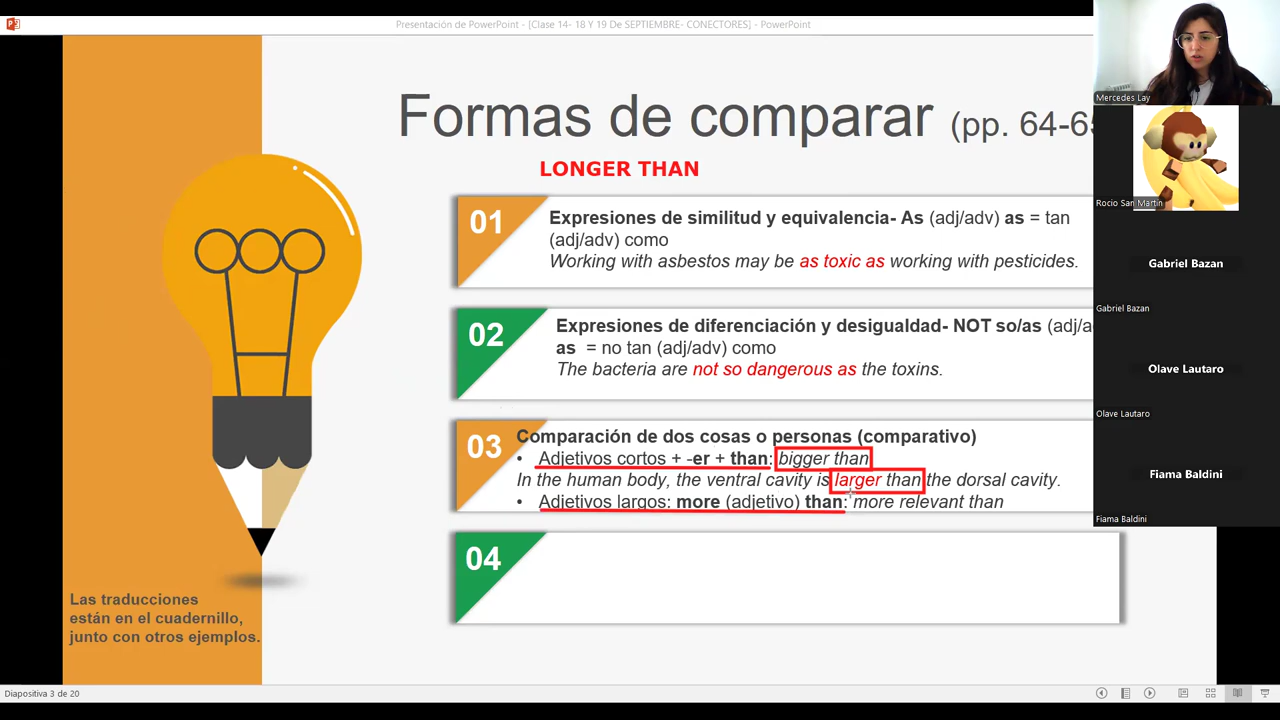 Presentación de PowerPoint - [Clase 14- 18 Y 19 DE SEPTIEMBRE- CONECTORES] - PowerPoint
Formas de comparar (pp. 64-65
LONGER THAN
01
Expresiones de similitud y equivalencia- As (adj/adv) as = tan
(adj/adv) como
Working with asbestos may be as toxic as working with pesticides.
02
Expresiones de diferenciación y desigualdad- NOT so/as (adj/a
as = no tan (adj/adv) como
The bacteria are not so dangerous as the toxins.
03
Comparación de dos cosas o personas (comparativo)
• Adjetivos cortos + -er + than: bigger than
In the human body, the ventral cavity is larger than the dorsal cavity.
• Adjetivos largos: more (adjetivo) than: more relevant than
04
Las traducciones
están en el cuadernillo,
junto con otros ejemplos.
Diapositiva 3 de 20
Mercedes Lay
Rocio San Martin
Gabriel Bazan
Gabriel Bazan
Olave Lautaro
Olave Lautaro
Fiama Baldini
Fiama Baldini